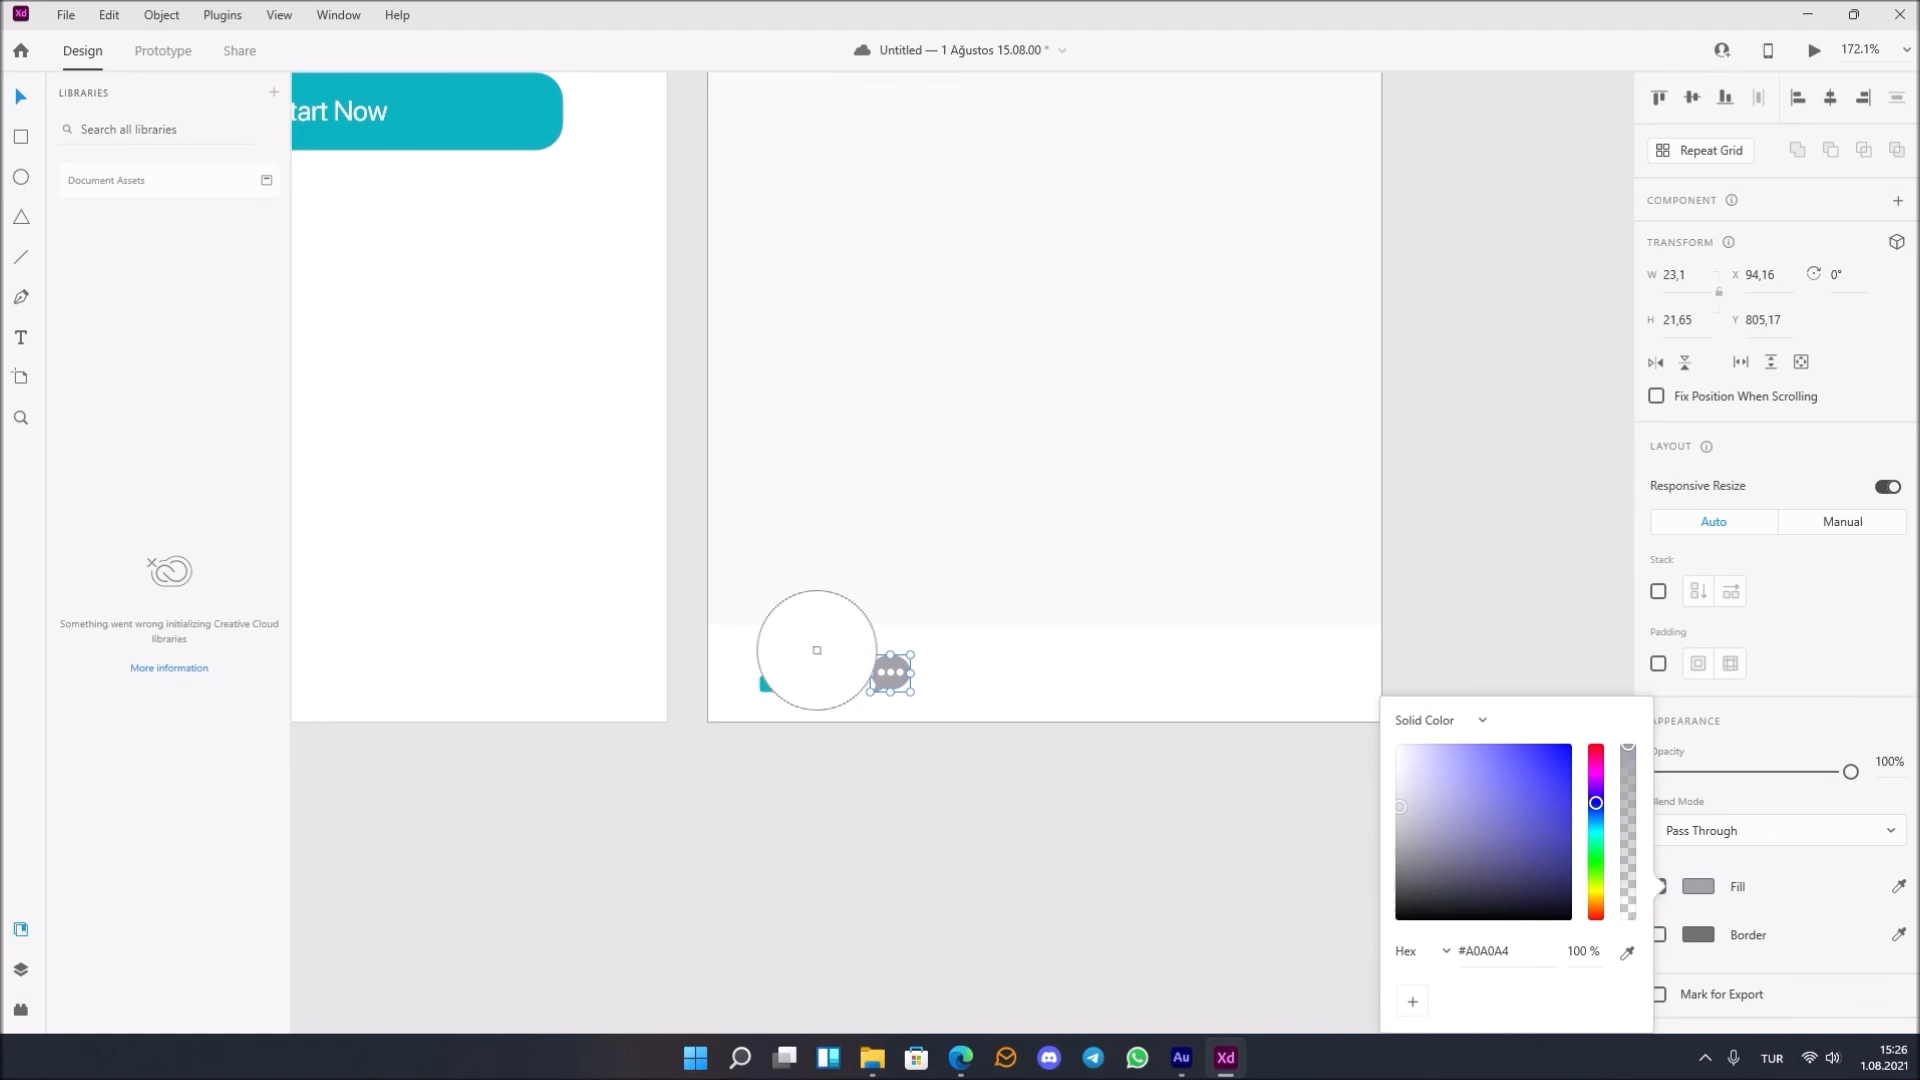 Xd File Edit Object Plugins View Window Help
Design Prototype Share
Untitled — 1 Ağustos 15.08.00 *
172.1%
LIBRARIES
Search all libraries
Document Assets
Something went wrong initializing Creative Cloud
libraries
More information
tart Now
Repeat Grid
COMPONENT
TRANSFORM
W 23,1 X 94,16 0°
H 21,65 Y 805,17
Fix Position When Scrolling
LAYOUT
Responsive Resize
Auto Manual
Stack
Padding
APPEARANCE
Opacity
100%
Blend Mode
Pass Through
Fill
Border
Mark for Export
Solid Color
Hex #A0A0A4 100 %
Au Xd
TUR
15:26
1.08.2021